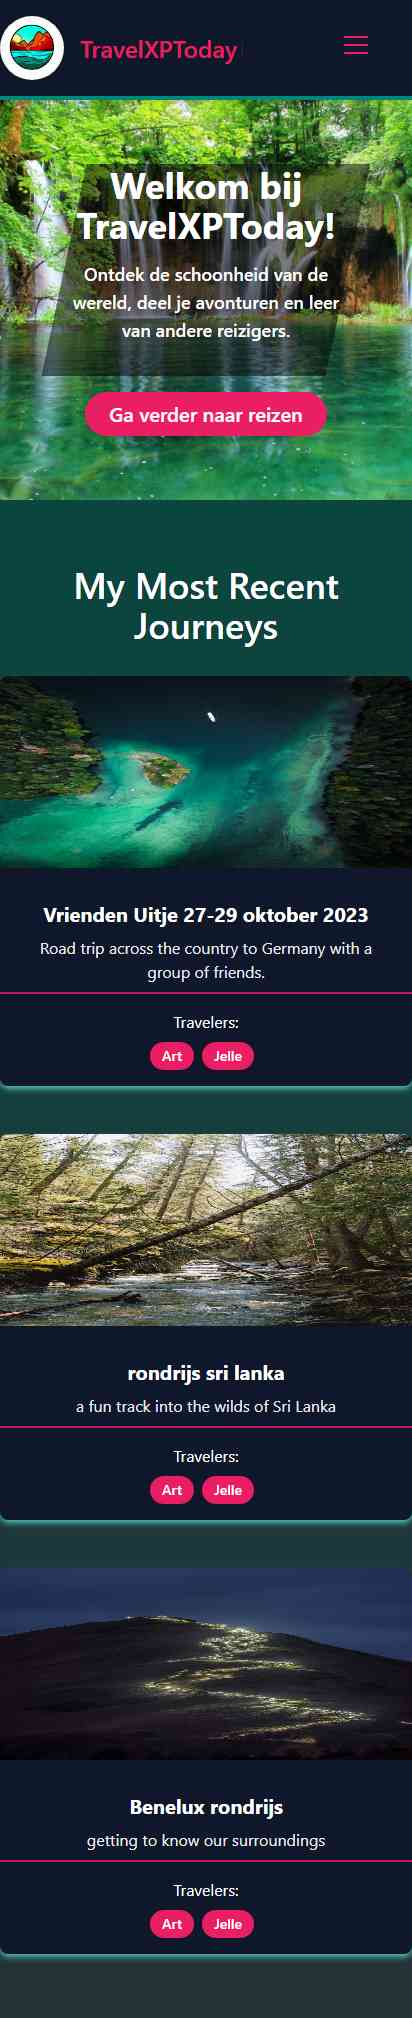 TravelXPToday
Welkom bij
TravelXPToday!
Ontdek de schoonheid van de
wereld, deel je avonturen en leer
van andere reizigers.
Ga verder naar reizen
My Most Recent
Journeys
Vrienden Uitje 27-29 oktober 2023
Road trip across the country to Germany with a
group of friends.
Travelers:
Art Jelle
rondrijs sri lanka
a fun track into the wilds of Sri Lanka
Travelers:
Art Jelle
Benelux rondrijs
getting to know our surroundings
Travelers:
Art Jelle